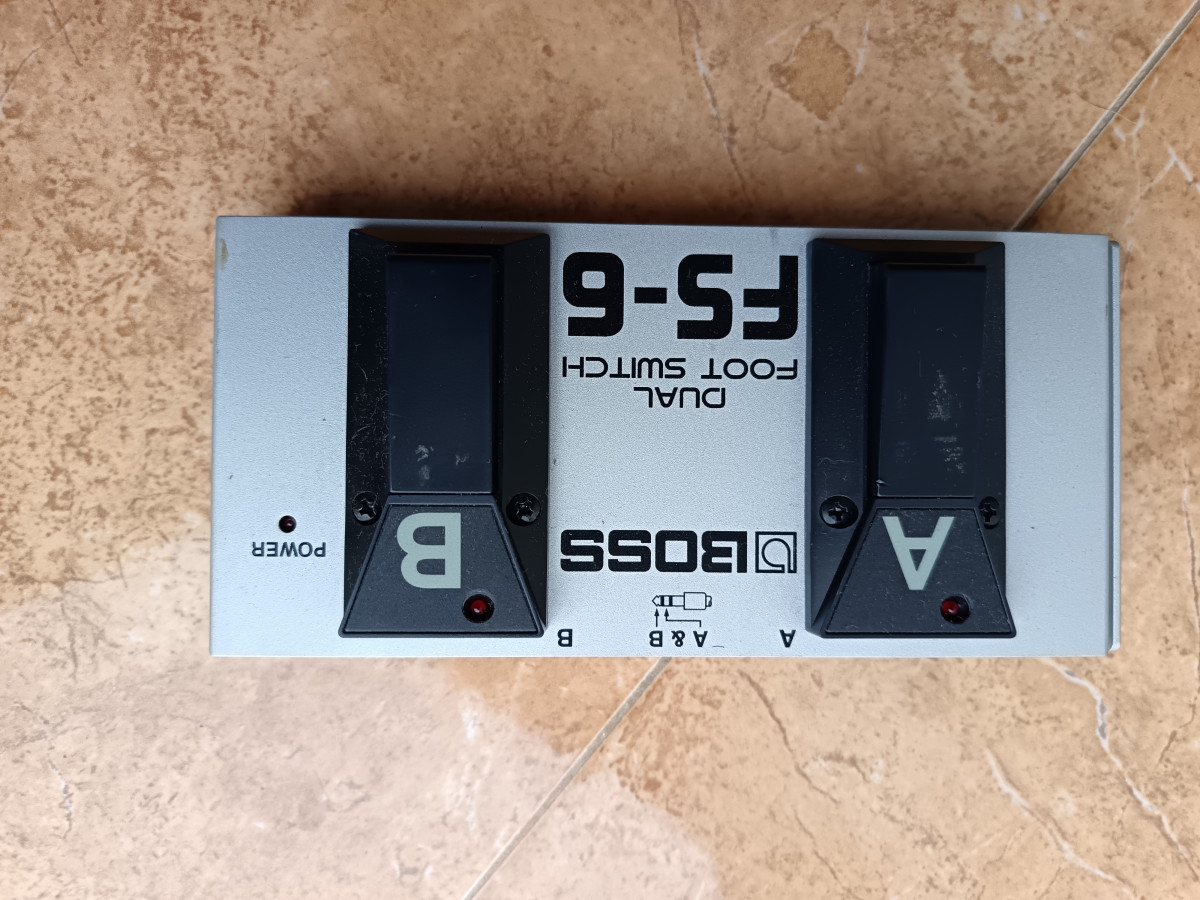 A
A & B
B
BOSS
POWER
A
B
DUAL
FOOT SWITCH
FS-6